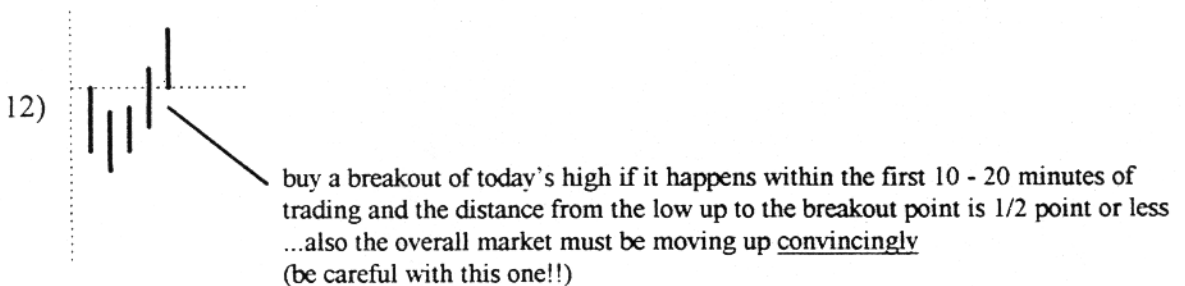 12)
buy a breakout of today's high if it happens within the first 10 - 20 minutes of
trading and the distance from the low up to the breakout point is 1/2 point or less
...also the overall market must be moving up convincingly
(be careful with this one!!)